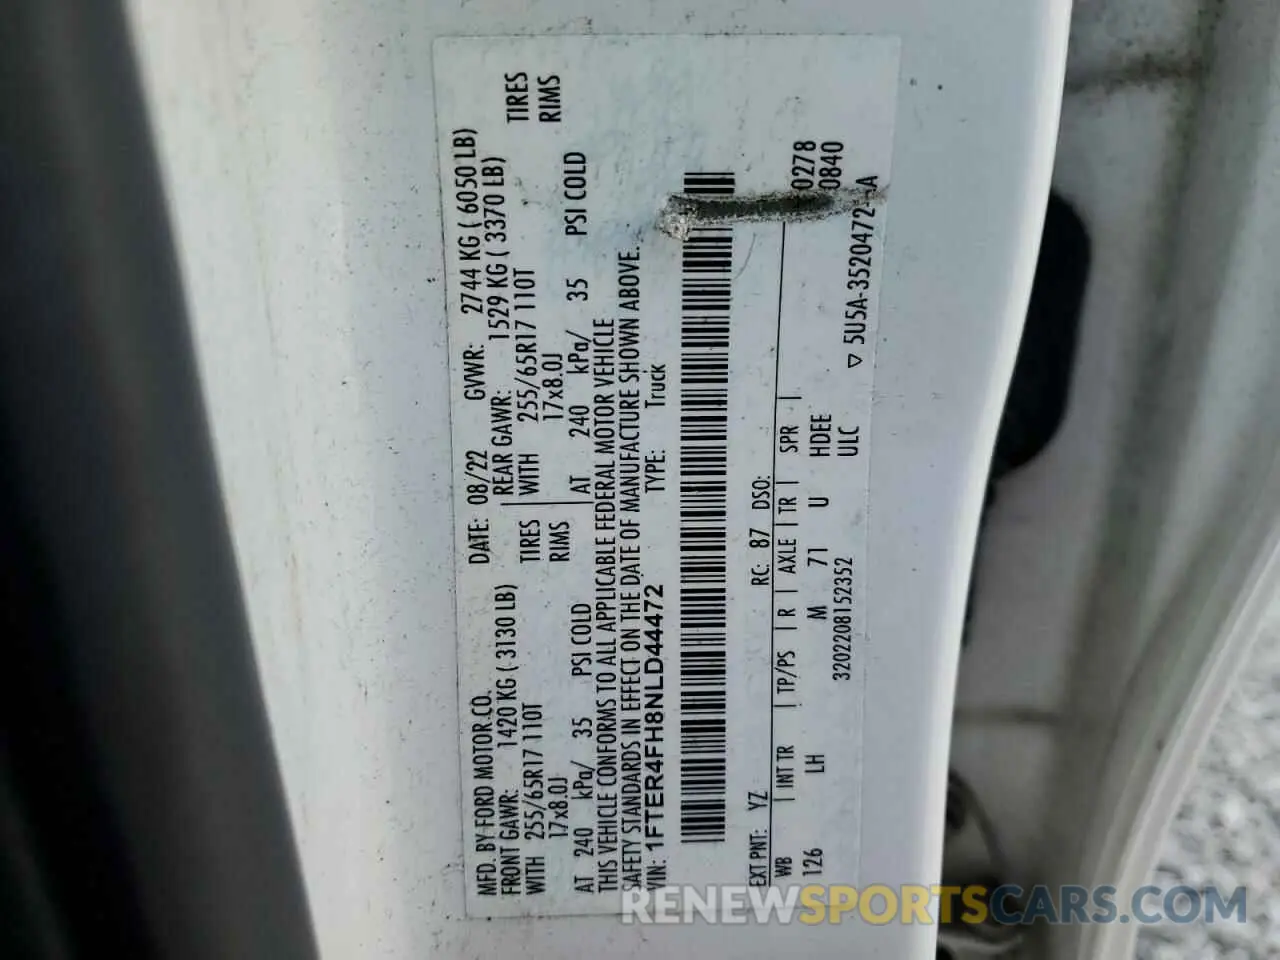 MFD. BY FORD MOTOR CO.
DATE: 08/22 GVWR: 2744 KG ( 6050 LB)
FRONT GAWR: 1420 KG ( 3130 LB) REAR GAWR: 1529 KG ( 3370 LB)
WITH 255/65R17 110T TIRES WITH 255/65R17 110T TIRES
17x8.0J RIMS 17x8.0J RIMS
AT 240 kPa/ 35 PSI COLD AT 240 kPa/ 35 PSI COLD
THIS VEHICLE CONFORMS TO ALL APPLICABLE FEDERAL MOTOR VEHICLE
SAFETY STANDARDS IN EFFECT ON THE DATE OF MANUFACTURE SHOWN ABOVE.
VIN: 1FTER4FH8NLD44472 TYPE: Truck
EXT PNT: YZ RC: 87 DSO:
WB INT TR TP/PS R AXLE TR SPR
126 LH M 71 U HDEE 0278
ULC 0840
3202208152352
▽ 5U5A-3520472- A
RENEWSPORTSCARS.COM